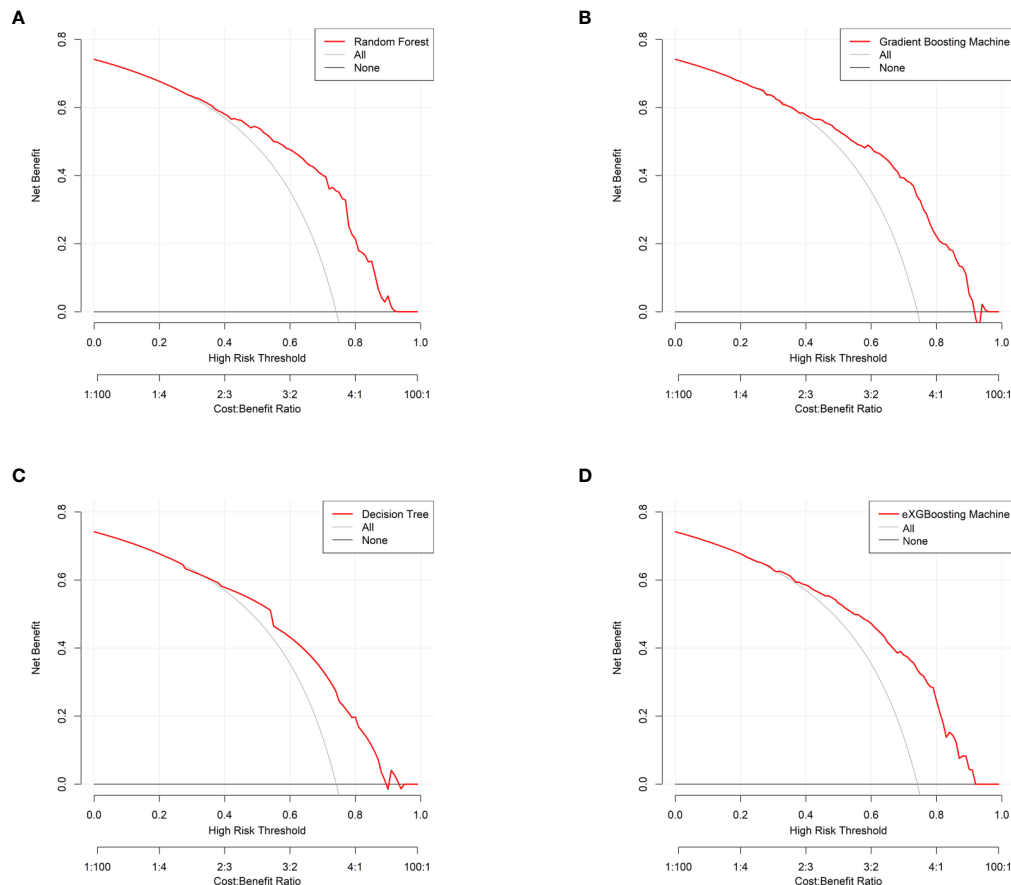 A
Random Forest
All
None
Net Benefit
0.8
0.6
0.4
0.2
0.0
0.0 0.2 0.4 0.6 0.8 1.0
High Risk Threshold
1:100 1:4 2:3 3:2 4:1 100:1
Cost:Benefit Ratio
B
Gradient Boosting Machine
All
None
Net Benefit
0.8
0.6
0.4
0.2
0.0
0.0 0.2 0.4 0.6 0.8 1.0
High Risk Threshold
1:100 1:4 2:3 3:2 4:1 100:1
Cost:Benefit Ratio
C
Decision Tree
All
None
Net Benefit
0.8
0.6
0.4
0.2
0.0
0.0 0.2 0.4 0.6 0.8 1.0
High Risk Threshold
1:100 1:4 2:3 3:2 4:1 100:1
Cost:Benefit Ratio
D
eXGBoosting Machine
All
None
Net Benefit
0.8
0.6
0.4
0.2
0.0
0.0 0.2 0.4 0.6 0.8 1.0
High Risk Threshold
1:100 1:4 2:3 3:2 4:1 100:1
Cost:Benefit Ratio